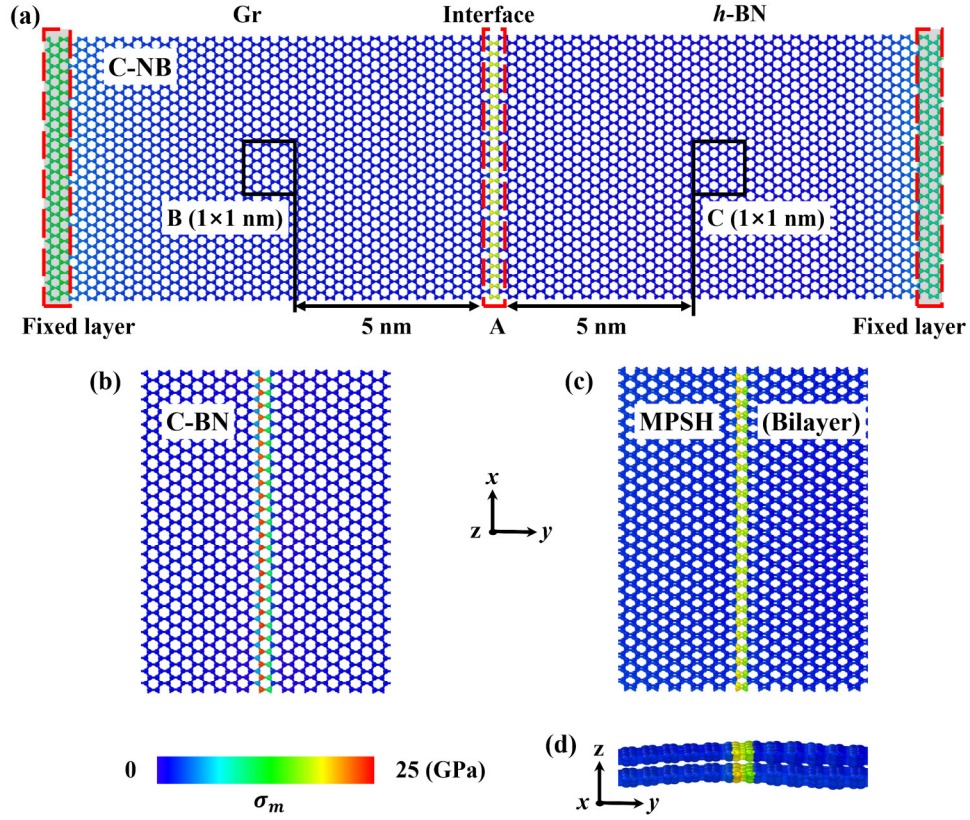 (a)
Gr
Interface
h-BN
C-NB
B (1×1 nm)
C (1×1 nm)
Fixed layer
5 nm
A
5 nm
Fixed layer
(b)
C-BN
(c)
MPSH
(Bilayer)
x
z
y
0
25 (GPa)
σₘ
(d)
z
x
y